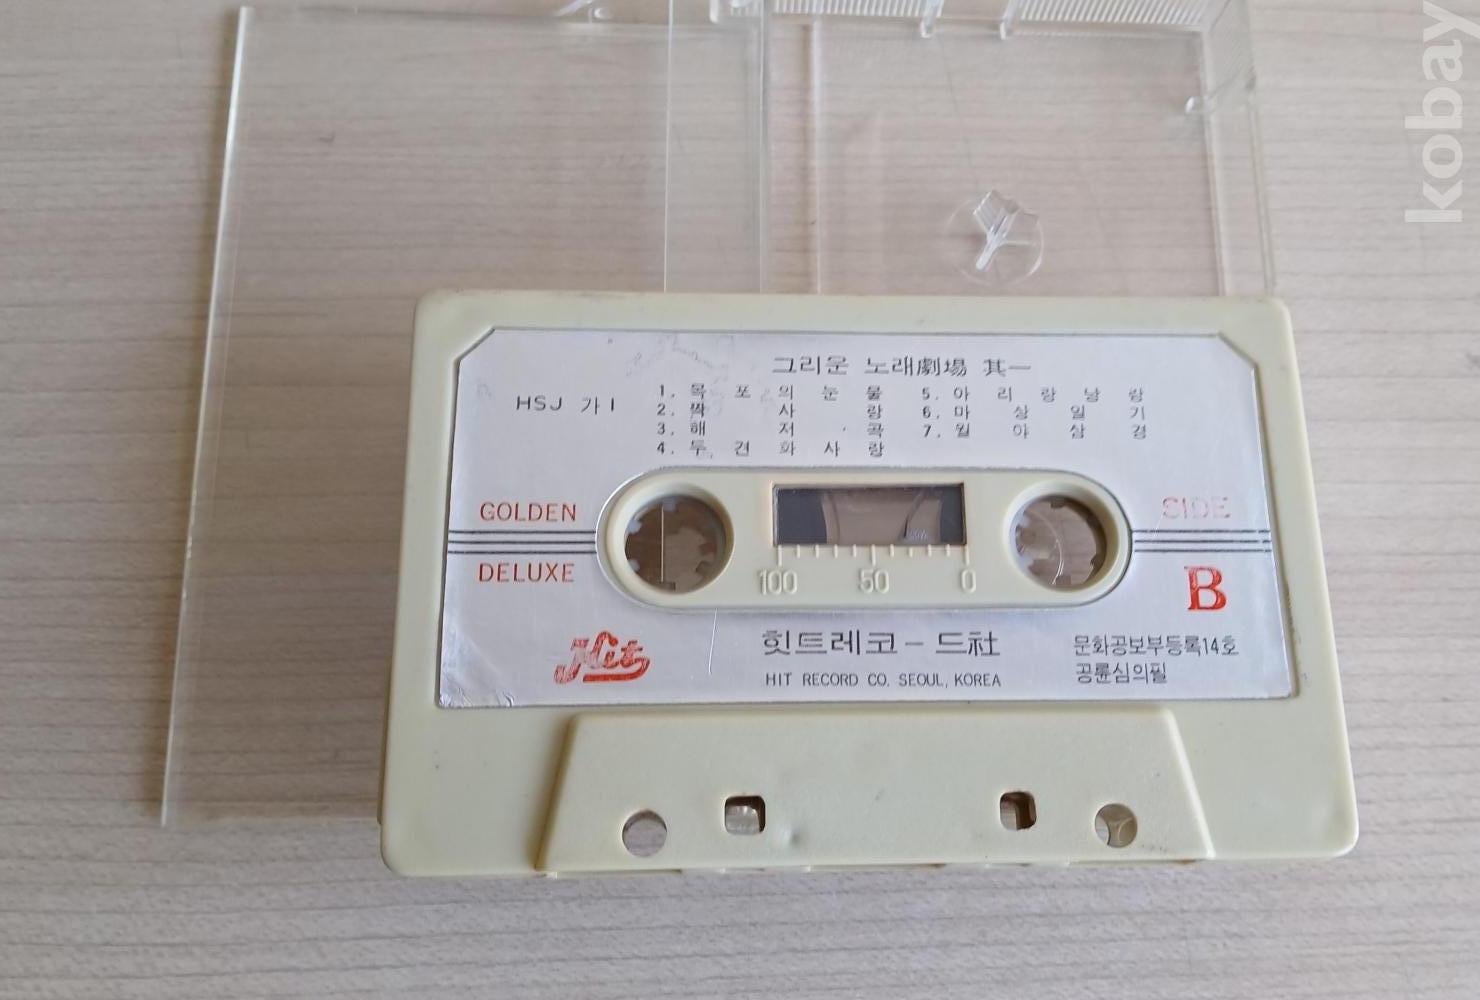 그리운 노래劇場 其一
HSJ 가 I
1. 목포의눈물
2. 짝사랑
3. 해저·곡
4. 두견화사랑
5. 아리랑낭랑
6. 마상일기
7. 월야삼경
GOLDEN
DELUXE
SIDE
B
100 50 0
Hit
힛트레코-드社
HIT RECORD CO. SEOUL, KOREA
문화공보부등록14호
공륜심의필
kobay